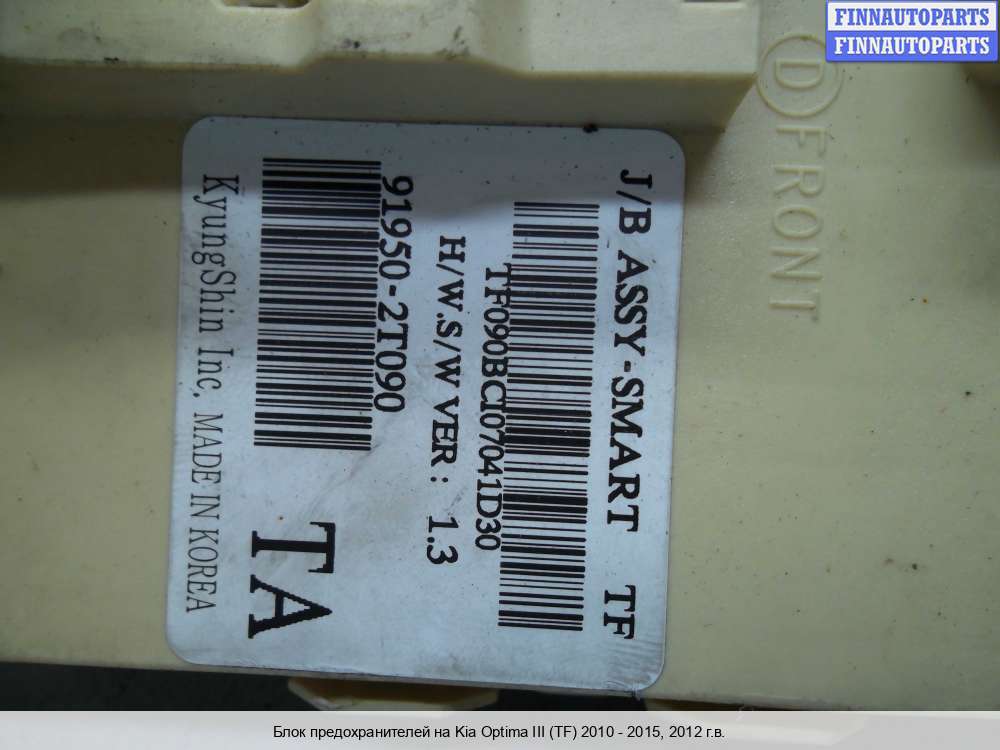 FINNAUTOPARTS
FINNAUTOPARTS
D FRONT
J/B ASSY-SMART TF
TF090BCI07041D30
H/W.S/W VER : 1.3
91950-2T090
TA
KyungShin Inc, MADE IN KOREA
Блок предохранителей на Kia Optima III (TF) 2010 - 2015, 2012 г.в.